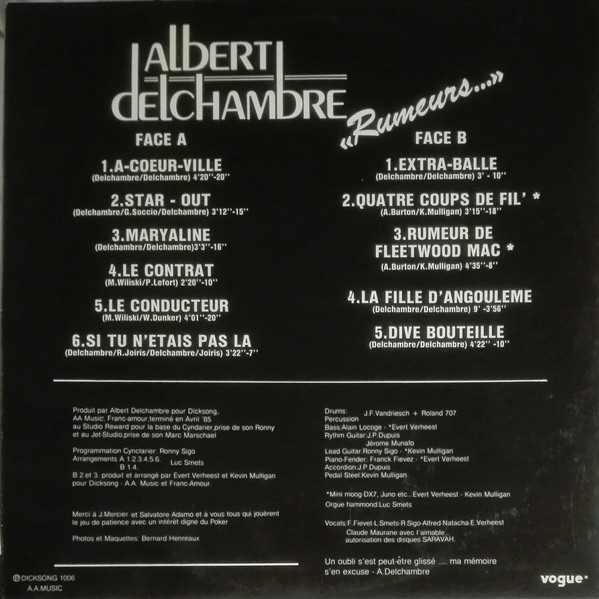 Albert
delchambre
«Rumeurs...»
FACE A
1.A-COEUR-VILLE
(Delchambre/Delchambre) 4'20"-20"
2.STAR - OUT
(Delchambre/G.Soccio/Delchambre) 3'12"-15"
3.MARYALINE
(Delchambre/Delchambre)3'3"-16"
4.LE CONTRAT
(M.Wiliski/P.Lefort) 2'20"-10"
5.LE CONDUCTEUR
(M.Wiliski/W.Dunker) 4'01"-20"
6.SI TU N'ETAIS PAS LA
(Delchambre/R.Joiris/Delchambre/Joiris) 3'22"-7"
FACE B
1.EXTRA-BALLE
(Delchambre/Delchambre) 3' - 10"
2.QUATRE COUPS DE FIL' *
(A.Burton/K.Mulligan) 3'15"-18"
3.RUMEUR DE
FLEETWOOD MAC *
(A.Burton/K.Mulligan) 4'35"-8"
4.LA FILLE D'ANGOULEME
(Delchambre/Delchambre) 9' -3'56"
5.DIVE BOUTEILLE
(Delchambre/Delchambre) 4'22" -10"
Produit par Albert Delchambre pour Dicksong,
AA Music, Franc-amour,terminé en Avril '85
au Studio Reward pour la base du Cyndarier,prise de son Ronny
et au Jet-Studio,prise de son Marc Marschael
Programmation Cynclarier: Ronny Sigo
Arrangements A 1.2.3.4.5.6. Luc Smets
B 1.4.
B 2 et 3. produit et arrangé par Evert Verheest et Kevin Mulligan
pour Dicksong - A.A. Music et Franc-Amour.
Merci à J.Mercier et Salvatore Adamo et à vous tous qui jouèrent
le jeu de patience avec un intérêt digne du Poker
Photos et Maquettes: Bernard Henreaux
Drums: J.F.Vandriesch + Roland 707
Percussion
Bass:Alain Locoge - *Evert Verheest
Rythm Guitar:J.P.Dupuis
Jérome Munafo
Lead Guitar:Ronny Sigo - *Kevin Mulligan
Piano-Fender: Franck Fievez - *Evert Verheest
Accordeon:J.P.Dupuis
Pedal Steel:Kevin Mulligan
*Mini moog DX7, Juno etc...Evert Verheest - Kevin Mulligan
Orgue hammond:Luc Smets
Vocals:F.Fievet-L.Smets-R.Sigo-Alfred-Natacha-E.Verheest
Claude Maurane avec l'aimable
autorisation des disques SARAVAH.
Un oubli s'est peut-être glissé .... ma mémoire
s'en excuse - A.Delchambre
Ⓟ DICKSONG 1006
A.A.MUSIC
vogue